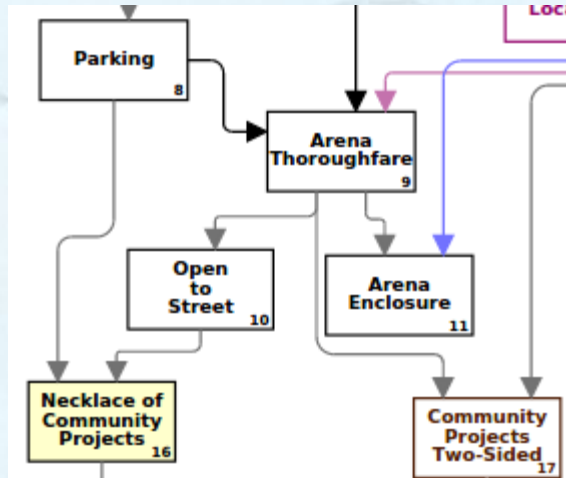 Loca
Parking
8
Arena
Thoroughfare
9
Open
to
Street
10
Arena
Enclosure
11
Necklace of
Community
Projects
16
Community
Projects
Two-Sided
17